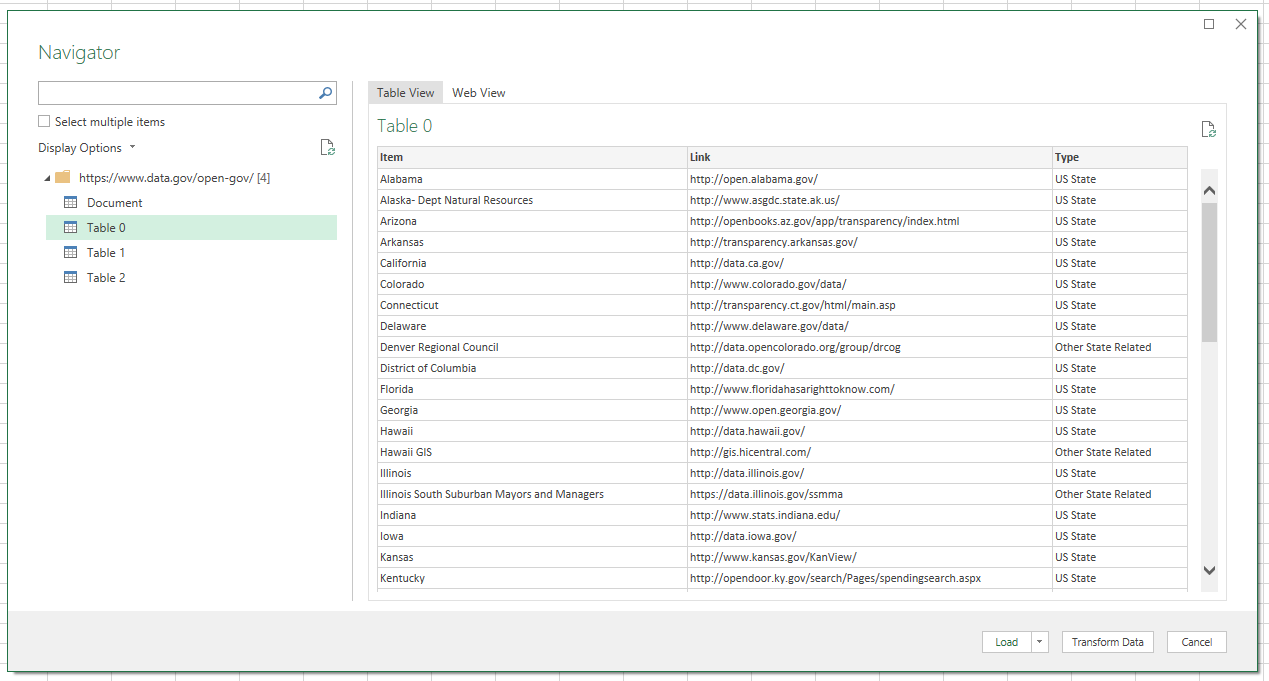 Navigator
Select multiple items
Display Options
https://www.data.gov/open-gov/ [4]
Document
Table 0
Table 1
Table 2
Table View Web View
Table 0
Item Link Type
Alabama http://open.alabama.gov/ US State
Alaska- Dept Natural Resources http://www.asgdc.state.ak.us/ US State
Arizona http://openbooks.az.gov/app/transparency/index.html US State
Arkansas http://transparency.arkansas.gov/ US State
California http://data.ca.gov/ US State
Colorado http://www.colorado.gov/data/ US State
Connecticut http://transparency.ct.gov/html/main.asp US State
Delaware http://www.delaware.gov/data/ US State
Denver Regional Council http://data.opencolorado.org/group/drcog Other State Related
District of Columbia http://data.dc.gov/ US State
Florida http://www.floridahasarighttoknow.com/ US State
Georgia http://www.open.georgia.gov/ US State
Hawaii http://data.hawaii.gov/ US State
Hawaii GIS http://gis.hicentral.com/ Other State Related
Illinois http://data.illinois.gov/ US State
Illinois South Suburban Mayors and Managers https://data.illinois.gov/ssmma Other State Related
Indiana http://www.stats.indiana.edu/ US State
Iowa http://data.iowa.gov/ US State
Kansas http://www.kansas.gov/KanView/ US State
Kentucky http://opendoor.ky.gov/search/Pages/spendingsearch.aspx US State
Load Transform Data Cancel